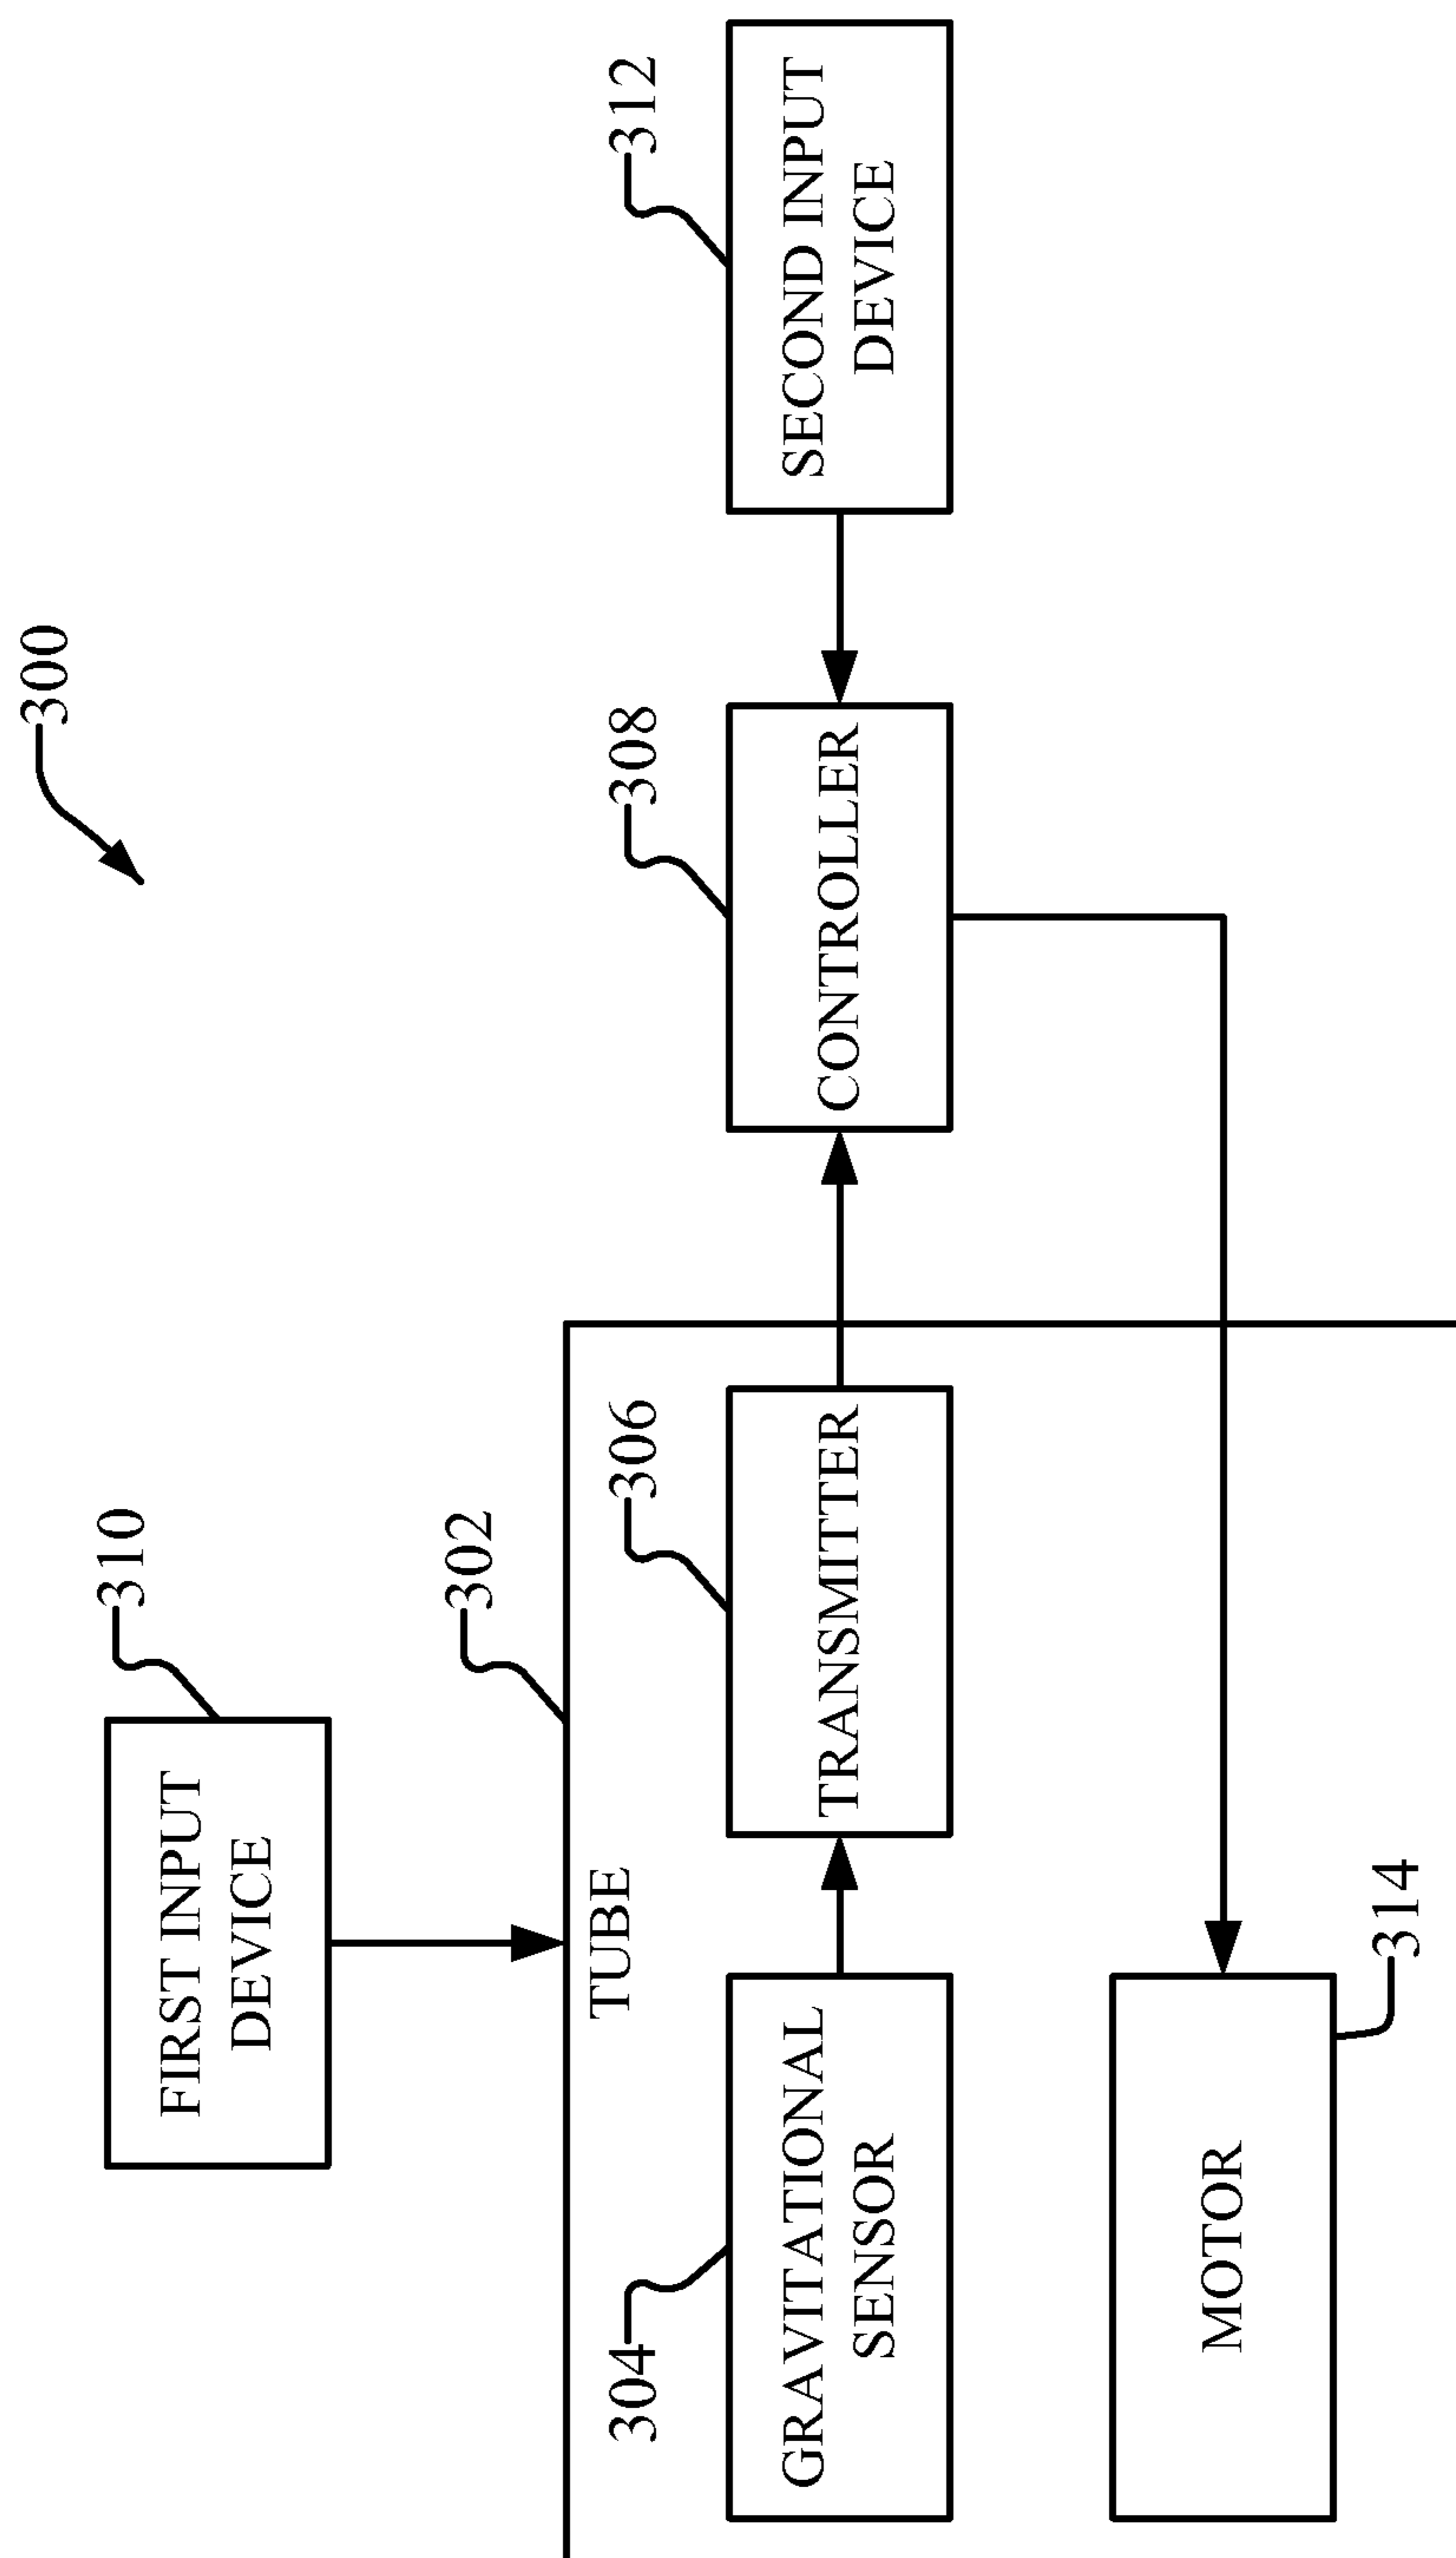 300
310
FIRST INPUT
DEVICE
302
TUBE
304
GRAVITATIONAL
SENSOR
306
TRANSMITTER
308
CONTROLLER
312
SECOND INPUT
DEVICE
MOTOR
314